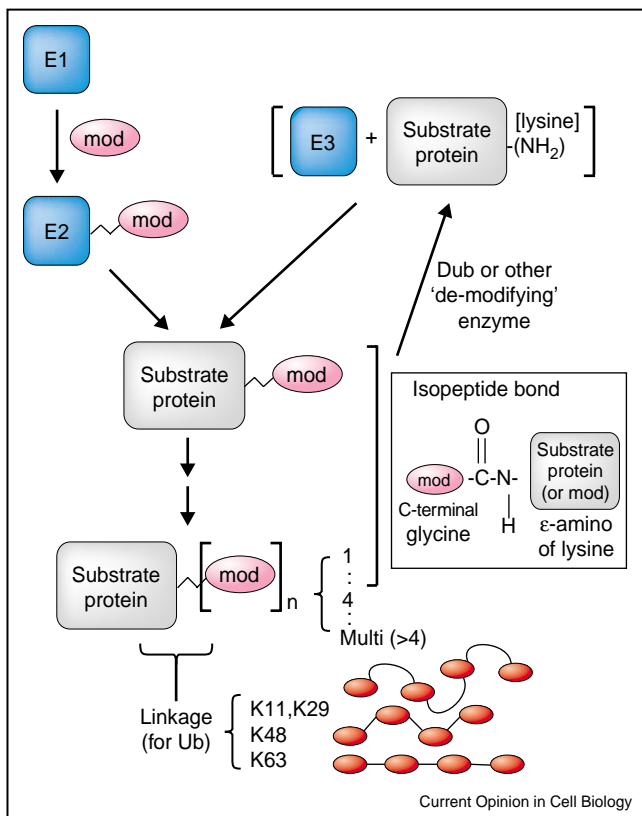 E1
mod
E2
mod
E3
+
Substrate
protein
[lysine]
-(NH₂)
Dub or other
‘de-modifying’
enzyme
Substrate
protein
mod
Isopeptide bond
O
mod
-C-N-
H
C-terminal
glycine
Substrate
protein
(or mod)
ε-amino
of lysine
Substrate
protein
mod
n
1
:
4
:
Multi (>4)
Linkage
(for Ub)
K11,K29
K48
K63
Current Opinion in Cell Biology